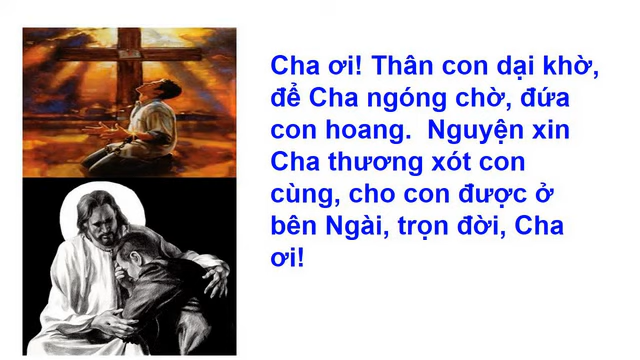 Cha ơi! Thân con dại khờ,
để Cha ngóng chờ, đứa
con hoang.  Nguyện xin
Cha thương xót con
cùng, cho con được ở
bên Ngài, trọn đời, Cha
ơi!